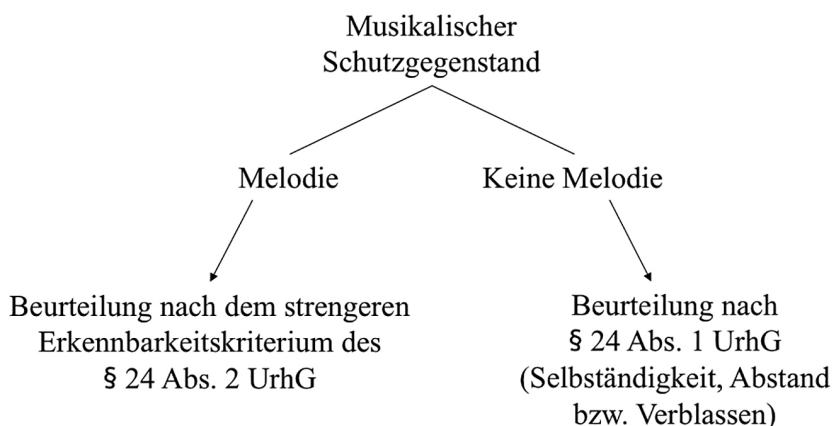 Musikalischer
Schutzgegenstand
Melodie
Keine Melodie
Beurteilung nach dem strengeren
Erkennbarkeitskriterium des
§ 24 Abs. 2 UrhG
Beurteilung nach
§ 24 Abs. 1 UrhG
(Selbständigkeit, Abstand
bzw. Verblassen)